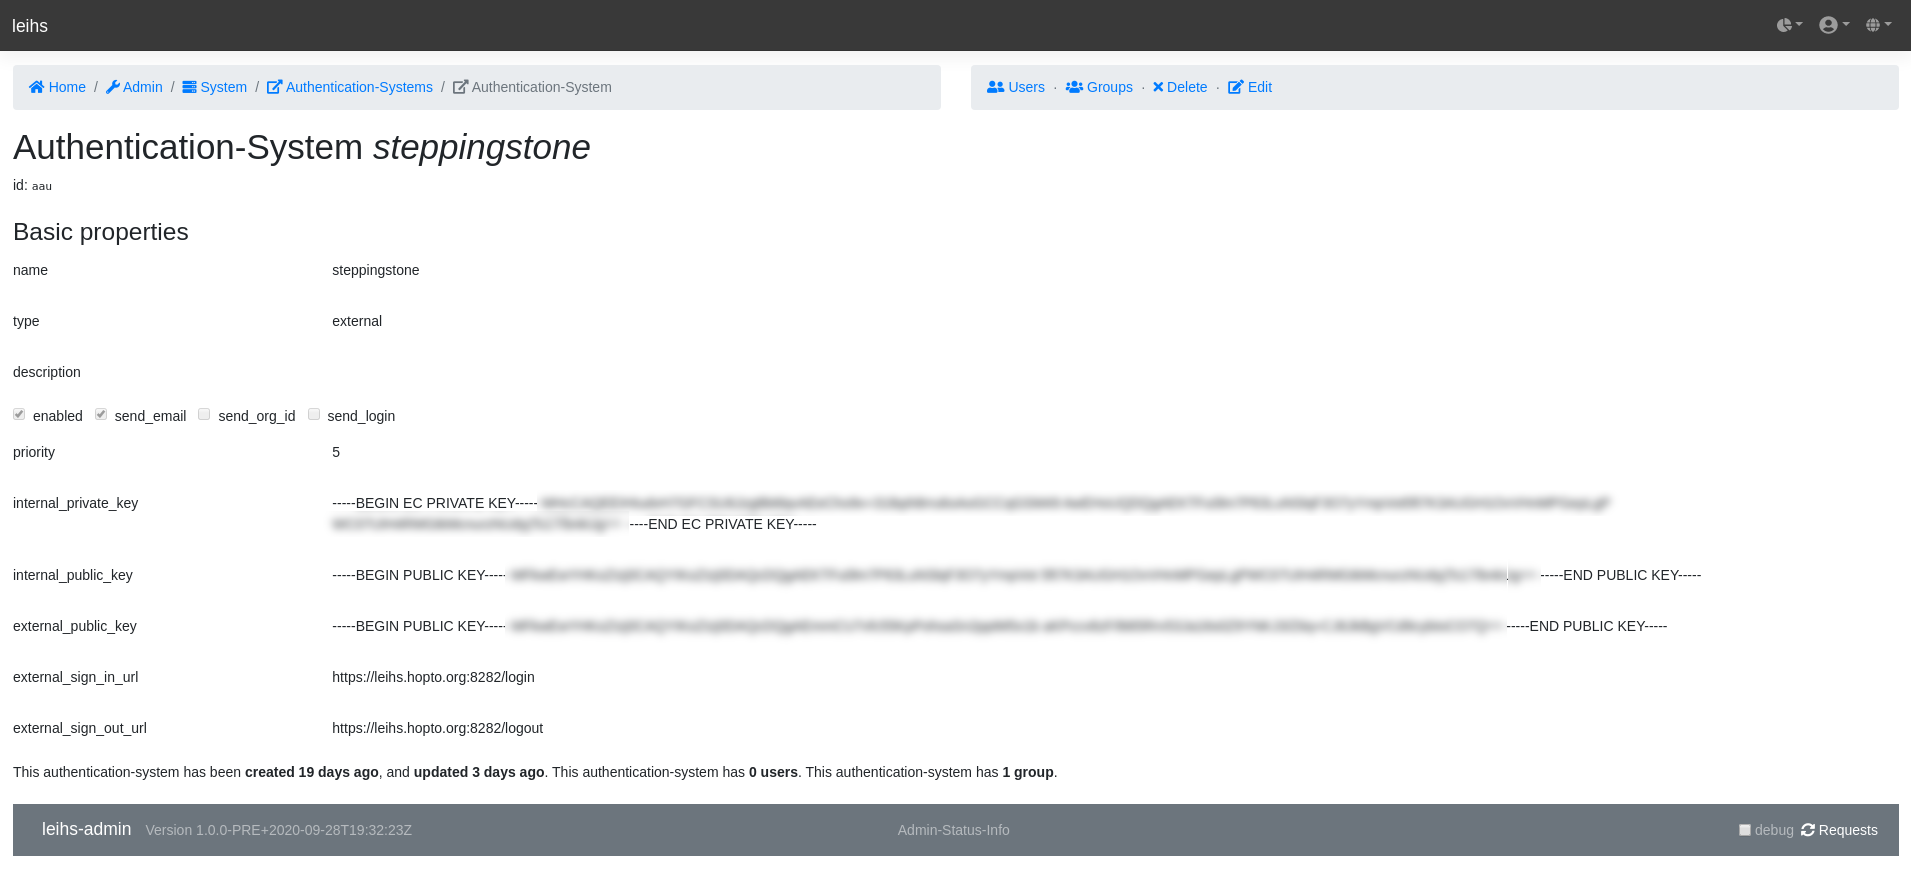 leihs
Home / Admin / System / Authentication-Systems / Authentication-System
Users · Groups · Delete · Edit
Authentication-System steppingstone
id: aau
Basic properties
name steppingstone
type external
description
enabled send_email send_org_id send_login
priority 5
internal_private_key -----BEGIN EC PRIVATE KEY-----
----END EC PRIVATE KEY-----
internal_public_key -----BEGIN PUBLIC KEY----- -----END PUBLIC KEY-----
external_public_key -----BEGIN PUBLIC KEY----- -----END PUBLIC KEY-----
external_sign_in_url https://leihs.hopto.org:8282/login
external_sign_out_url https://leihs.hopto.org:8282/logout
This authentication-system has been created 19 days ago, and updated 3 days ago. This authentication-system has 0 users. This authentication-system has 1 group.
leihs-admin Version 1.0.0-PRE+2020-09-28T19:32:23Z Admin-Status-Info debug Requests